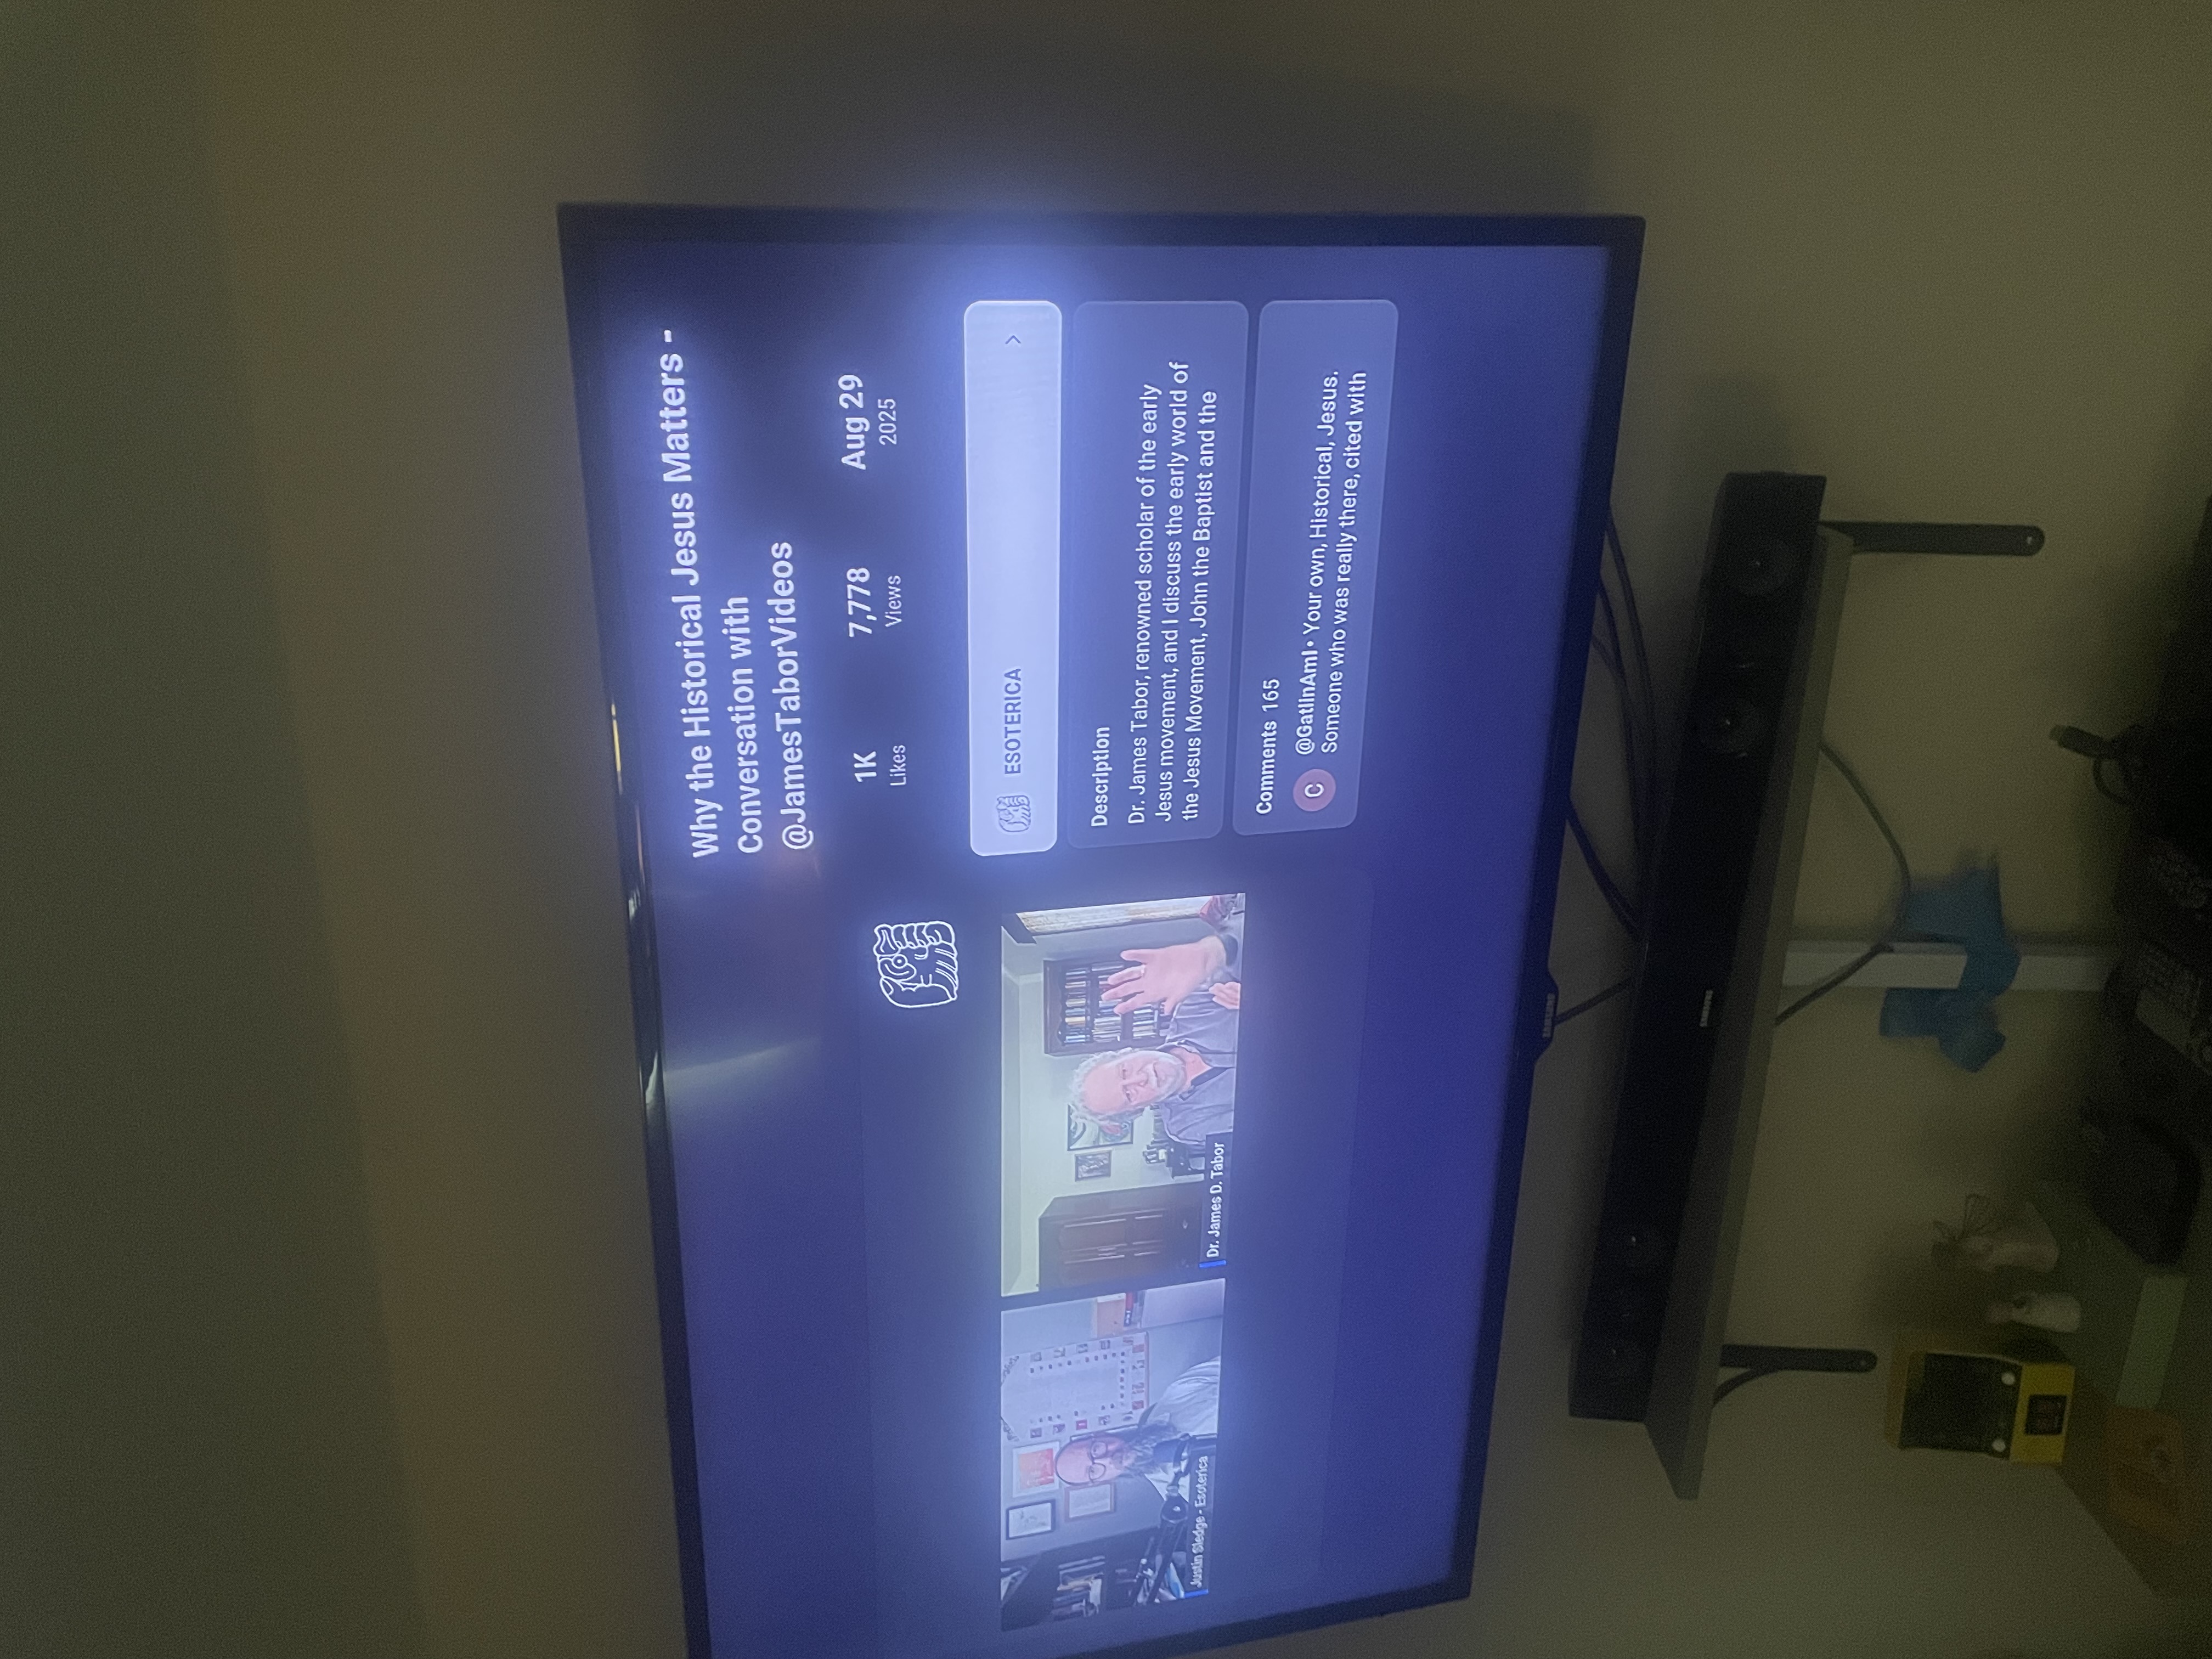 Why the Historical Jesus Matters -
Conversation with
@JamesTaborVideos
1K
Likes
7,778
Views
Aug 29
2025
ESOTERICA
Description
Dr. James Tabor, renowned scholar of the early
Jesus movement, and I discuss the early world of
the Jesus Movement, John the Baptist and the
Comments 165
C
@GatlinAml • Your own, Historical, Jesus.
Someone who was really there, cited with
Justin Sledge - Esoterica
Dr. James D. Tabor
SAMSUNG
SAMSUNG